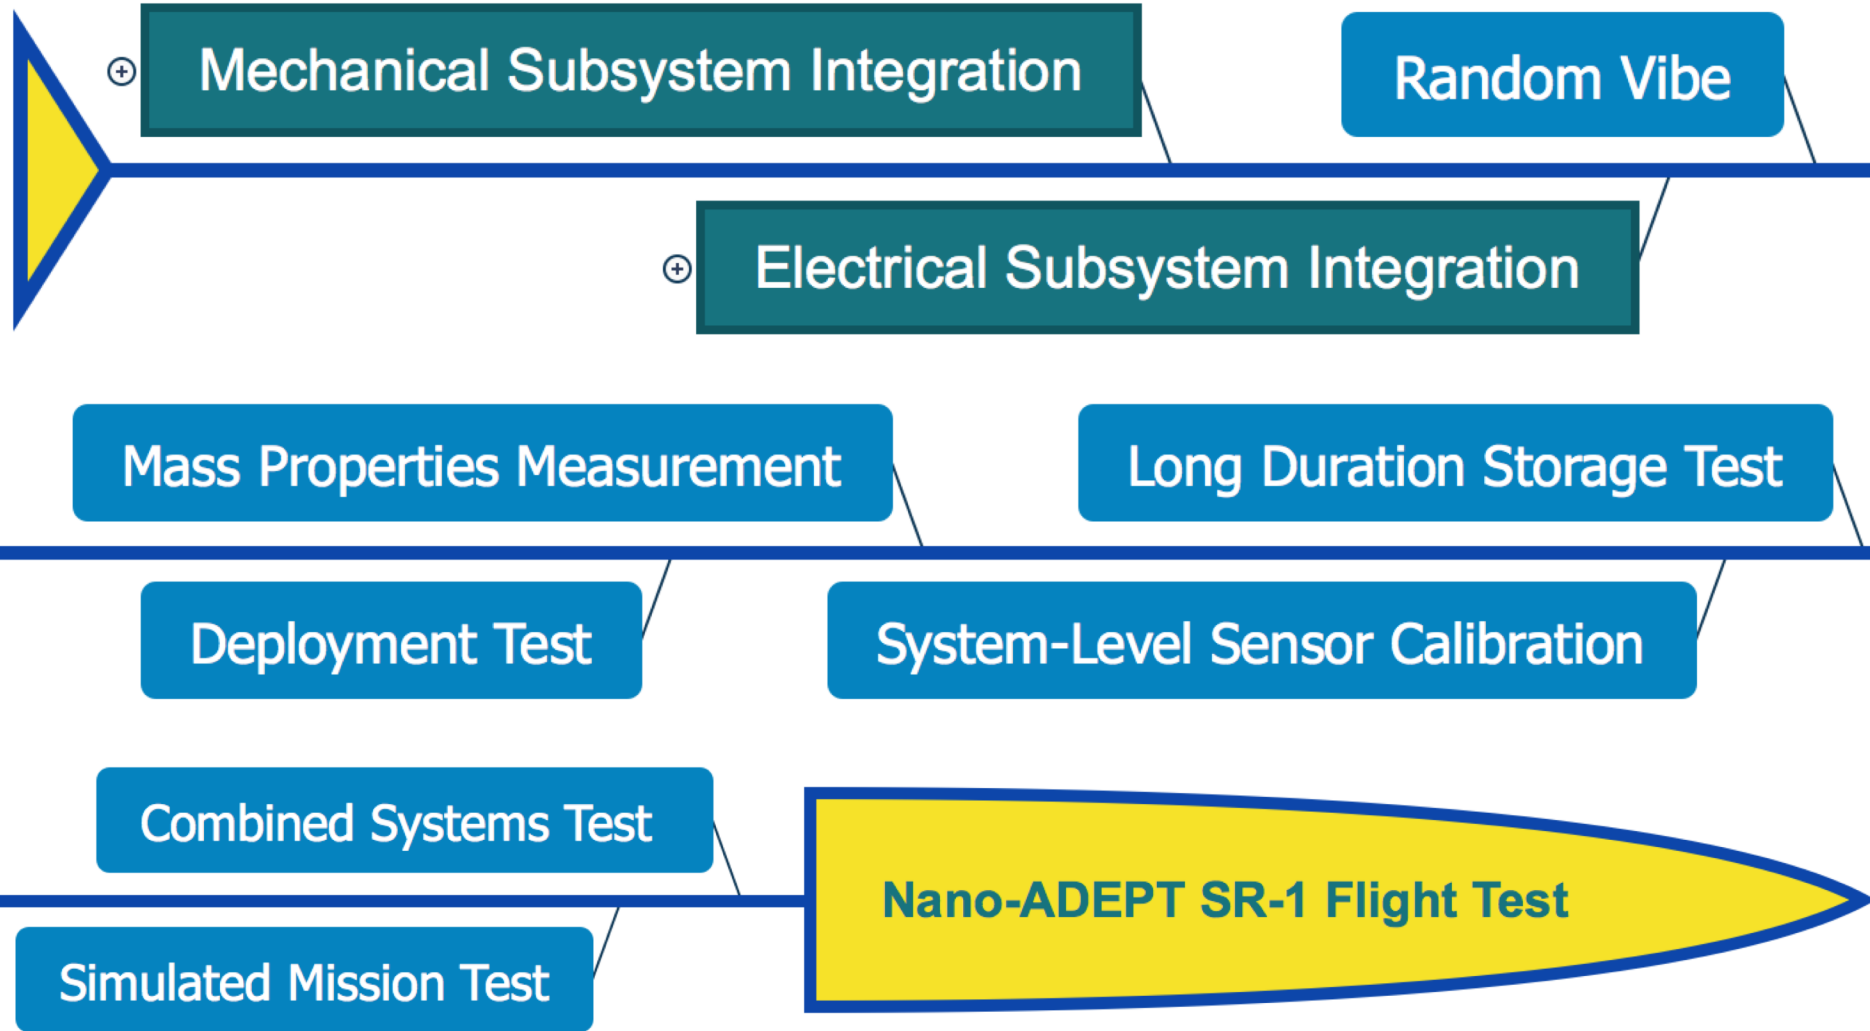 Mechanical Subsystem Integration
Random Vibe
Electrical Subsystem Integration
Mass Properties Measurement
Long Duration Storage Test
Deployment Test
System-Level Sensor Calibration
Combined Systems Test
Nano-ADEPT SR-1 Flight Test
Simulated Mission Test